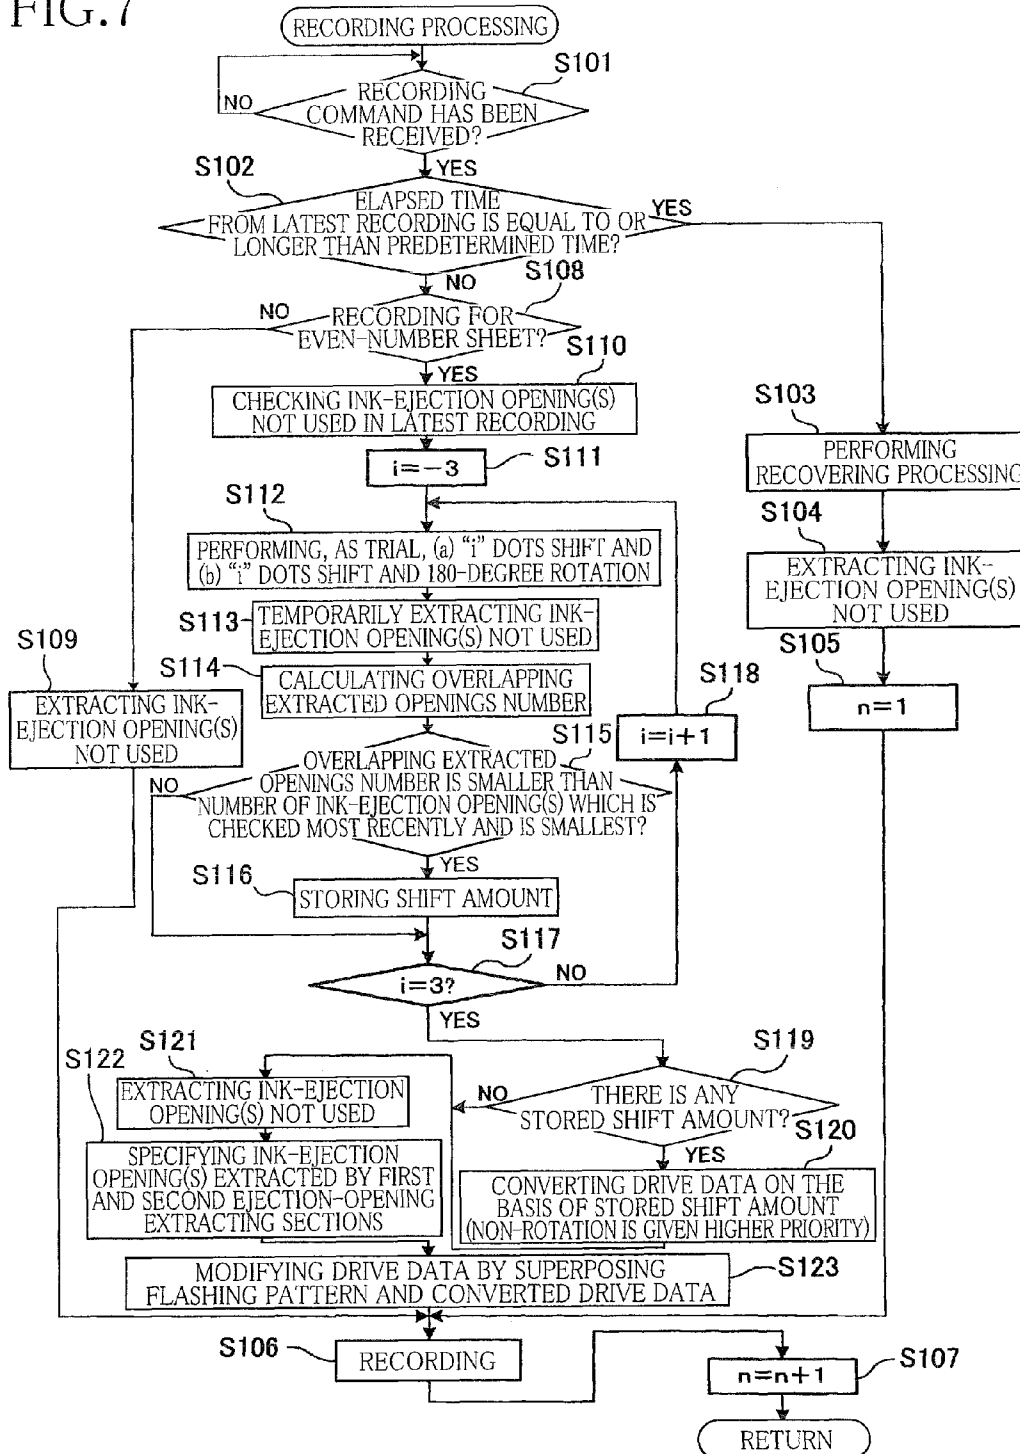 FIG.7
RECORDING PROCESSING
S101
RECORDING
COMMAND HAS BEEN
RECEIVED?
NO
YES
S102
ELAPSED TIME
FROM LATEST RECORDING IS EQUAL TO OR
LONGER THAN PREDETERMINED TIME?
YES
NO
S108
RECORDING FOR
EVEN-NUMBER SHEET?
NO
YES
S110
CHECKING INK-EJECTION OPENING(S)
NOT USED IN LATEST RECORDING
S103
PERFORMING
RECOVERING PROCESSING
i=-3
S111
S112
PERFORMING, AS TRIAL, (a) "i" DOTS SHIFT AND
(b) "i" DOTS SHIFT AND 180-DEGREE ROTATION
S104
EXTRACTING INK-
EJECTION OPENING(S)
NOT USED
S113
TEMPORARILY EXTRACTING INK-
EJECTION OPENING(S) NOT USED
S105
n=1
S109
EXTRACTING INK-
EJECTION OPENING(S)
NOT USED
S114
CALCULATING OVERLAPPING
EXTRACTED OPENINGS NUMBER
S118
i=i+1
S115
OVERLAPPING EXTRACTED
OPENINGS NUMBER IS SMALLER THAN
NUMBER OF INK-EJECTION OPENING(S) WHICH IS
CHECKED MOST RECENTLY AND IS SMALLEST?
NO
YES
S116
STORING SHIFT AMOUNT
S117
i=3?
NO
YES
S119
THERE IS ANY
STORED SHIFT AMOUNT?
NO
YES
S121
EXTRACTING INK-EJECTION
OPENING(S) NOT USED
S122
SPECIFYING INK-EJECTION
OPENING(S) EXTRACTED BY FIRST
AND SECOND EJECTION-OPENING
EXTRACTING SECTIONS
S120
CONVERTING DRIVE DATA ON THE
BASIS OF STORED SHIFT AMOUNT
(NON-ROTATION IS GIVEN HIGHER PRIORITY)
MODIFYING DRIVE DATA BY SUPERPOSING
FLASHING PATTERN AND CONVERTED DRIVE DATA
S123
S106
RECORDING
n=n+1
S107
RETURN